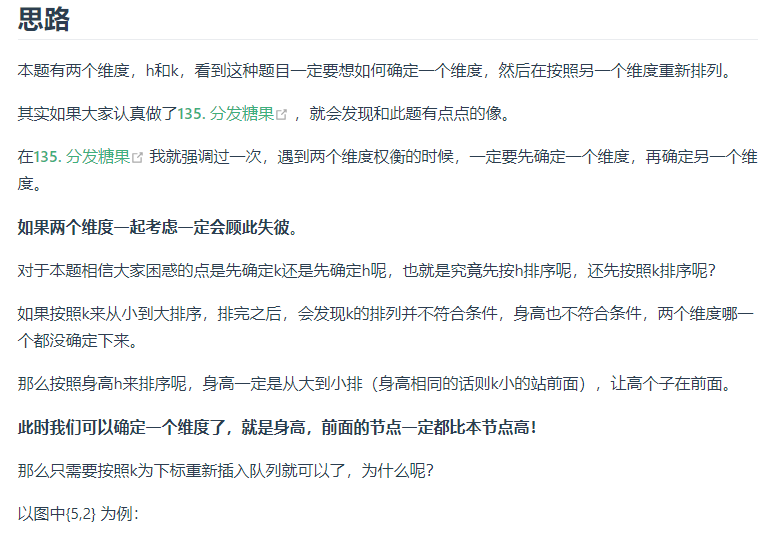 思路
本题有两个维度，h和k，看到这种题目一定要想如何确定一个维度，然后在按照另一个维度重新排列。
其实如果大家认真做了135. 分发糖果 ，就会发现和此题有点点的像。
在135. 分发糖果 我就强调过一次，遇到两个维度权衡的时候，一定要先确定一个维度，再确定另一个维
度。
如果两个维度一起考虑一定会顾此失彼。
对于本题相信大家困惑的点是先确定k还是先确定h呢，也就是究竟先按h排序呢，还先按照k排序呢？
如果按照k来从小到大排序，排完之后，会发现k的排列并不符合条件，身高也不符合条件，两个维度哪一
个都没确定下来。
那么按照身高h来排序呢，身高一定是从大到小排（身高相同的话则k小的站前面），让高个子在前面。
此时我们可以确定一个维度了，就是身高，前面的节点一定都比本节点高！
那么只需要按照k为下标重新插入队列就可以了，为什么呢？
以图中{5,2} 为例：